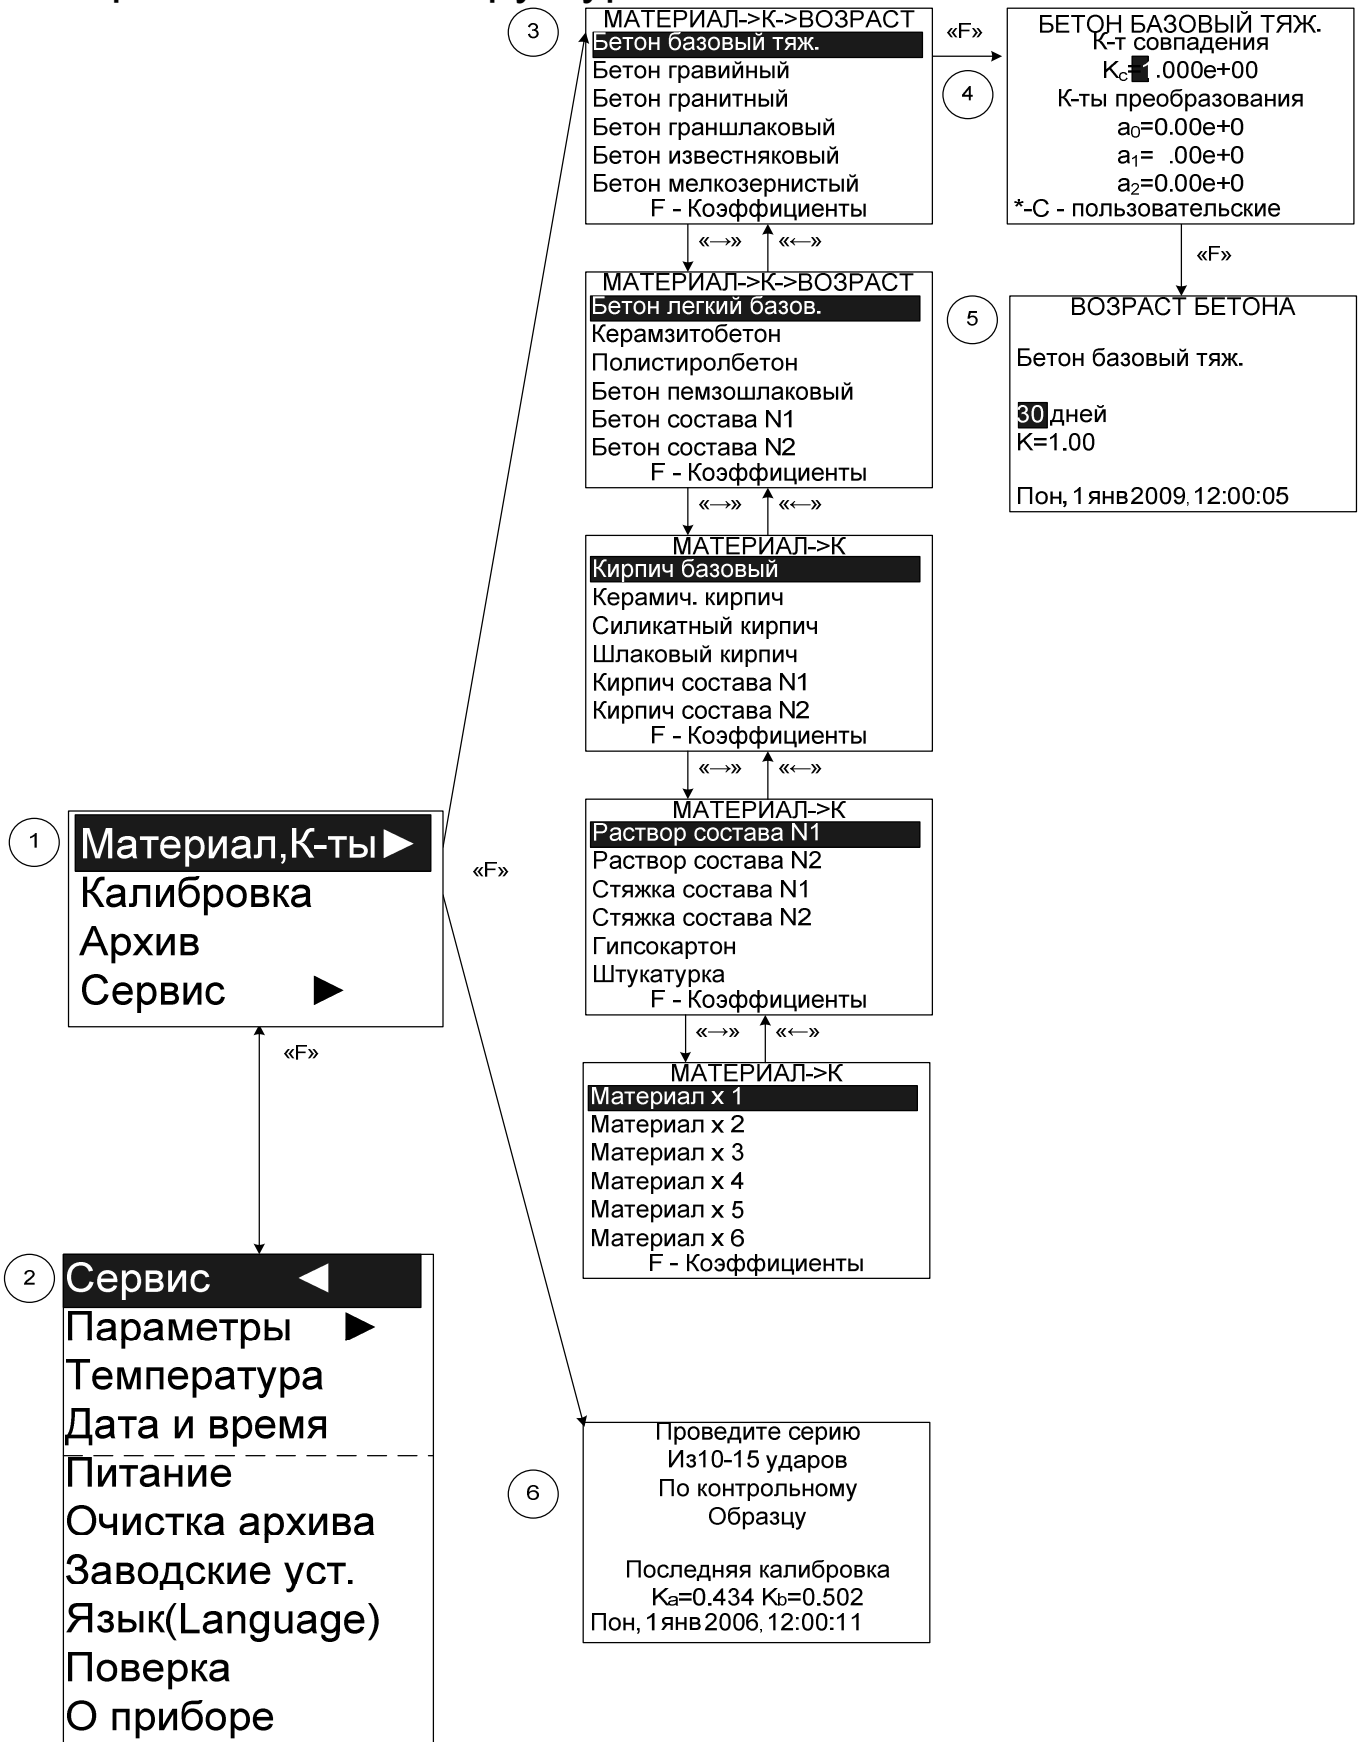 3
МАТЕРИАЛ->К->ВОЗРАСТ
Бетон базовый тяж.
Бетон гравийный
Бетон гранитный
Бетон граншлаковый
Бетон известняковый
Бетон мелкозернистый
F - Коэффициенты
«F»
4
БЕТОН БАЗОВЫЙ ТЯЖ.
К-т совпадения
Kс=1.000e+00
К-ты преобразования
a0=0.00e+0
a1= .00e+0
a2=0.00e+0
*-С - пользовательские
«F»
«→» «←»
МАТЕРИАЛ->К->ВОЗРАСТ
Бетон легкий базов.
Керамзитобетон
Полистиролбетон
Бетон пемзошлаковый
Бетон состава N1
Бетон состава N2
F - Коэффициенты
5
ВОЗРАСТ БЕТОНА
Бетон базовый тяж.
30 дней
K=1.00
Пон, 1 янв 2009, 12:00:05
«→» «←»
МАТЕРИАЛ->К
Кирпич базовый
Керамич. кирпич
Силикатный кирпич
Шлаковый кирпич
Кирпич состава N1
Кирпич состава N2
F - Коэффициенты
«→» «←»
МАТЕРИАЛ->К
Раствор состава N1
Раствор состава N2
Стяжка состава N1
Стяжка состава N2
Гипсокартон
Штукатурка
F - Коэффициенты
«→» «←»
МАТЕРИАЛ->К
Материал x 1
Материал x 2
Материал x 3
Материал x 4
Материал x 5
Материал x 6
F - Коэффициенты
1
Материал,К-ты►
Калибровка
Архив
Сервис ►
«F»
«F»
2
Сервис ◄
Параметры ►
Температура
Дата и время
Питание
Очистка архива
Заводские уст.
Язык(Language)
Поверка
О приборе
6
Проведите серию
Из10-15 ударов
По контрольному
Образцу
Последняя калибровка
Ka=0.434 Kb=0.502
Пон, 1 янв 2006, 12:00:11